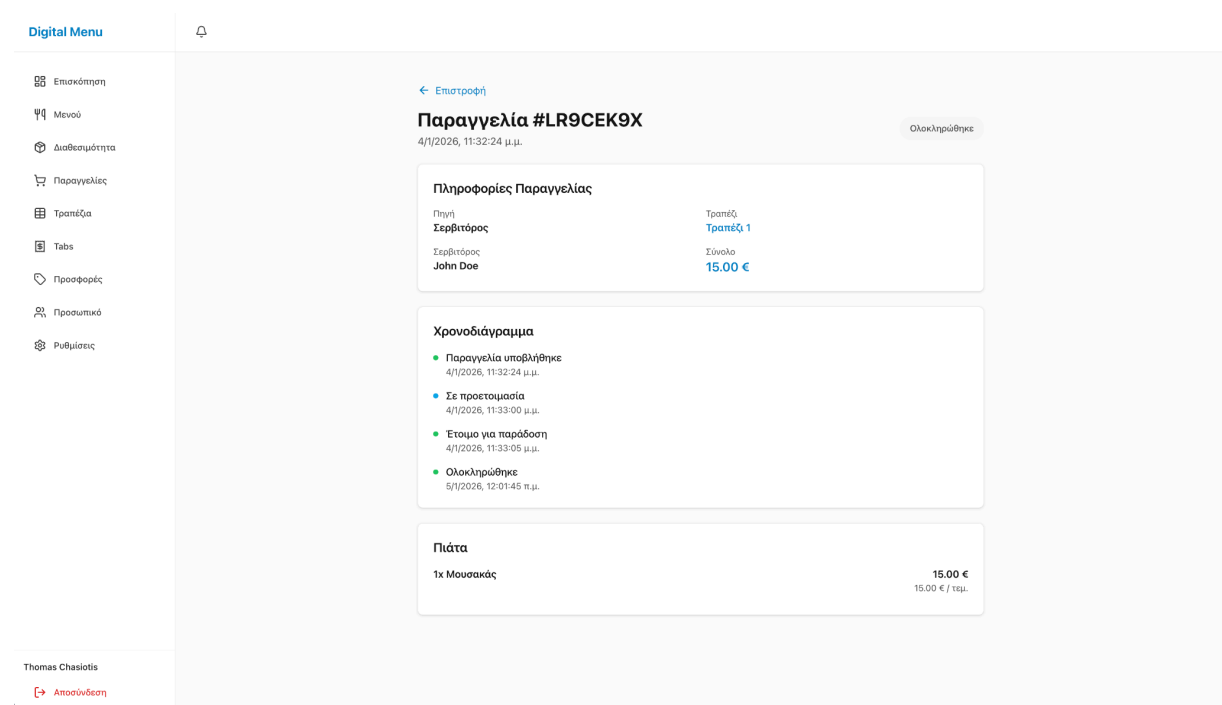 Digital Menu
Επισκόπηση
Μενού
Διαθεσιμότητα
Παραγγελίες
Τραπέζια
Tabs
Προσφορές
Προσωπικό
Ρυθμίσεις
Thomas Chasiotis
Αποσύνδεση
Επιστροφή
Παραγγελία #LR9CEK9X
4/1/2026, 11:32:24 μ.μ.
Ολοκληρώθηκε
Πληροφορίες Παραγγελίας
Πηγή
Σερβιτόρος
Τραπέζι
Τραπέζι 1
Σερβιτόρος
John Doe
Σύνολο
15.00 €
Χρονοδιάγραμμα
Παραγγελία υποβλήθηκε
4/1/2026, 11:32:24 μ.μ.
Σε προετοιμασία
4/1/2026, 11:33:00 μ.μ.
Έτοιμο για παράδοση
4/1/2026, 11:33:05 μ.μ.
Ολοκληρώθηκε
5/1/2026, 12:01:45 π.μ.
Πιάτα
1x Μουσακάς
15.00 €
15.00 € / τεμ.